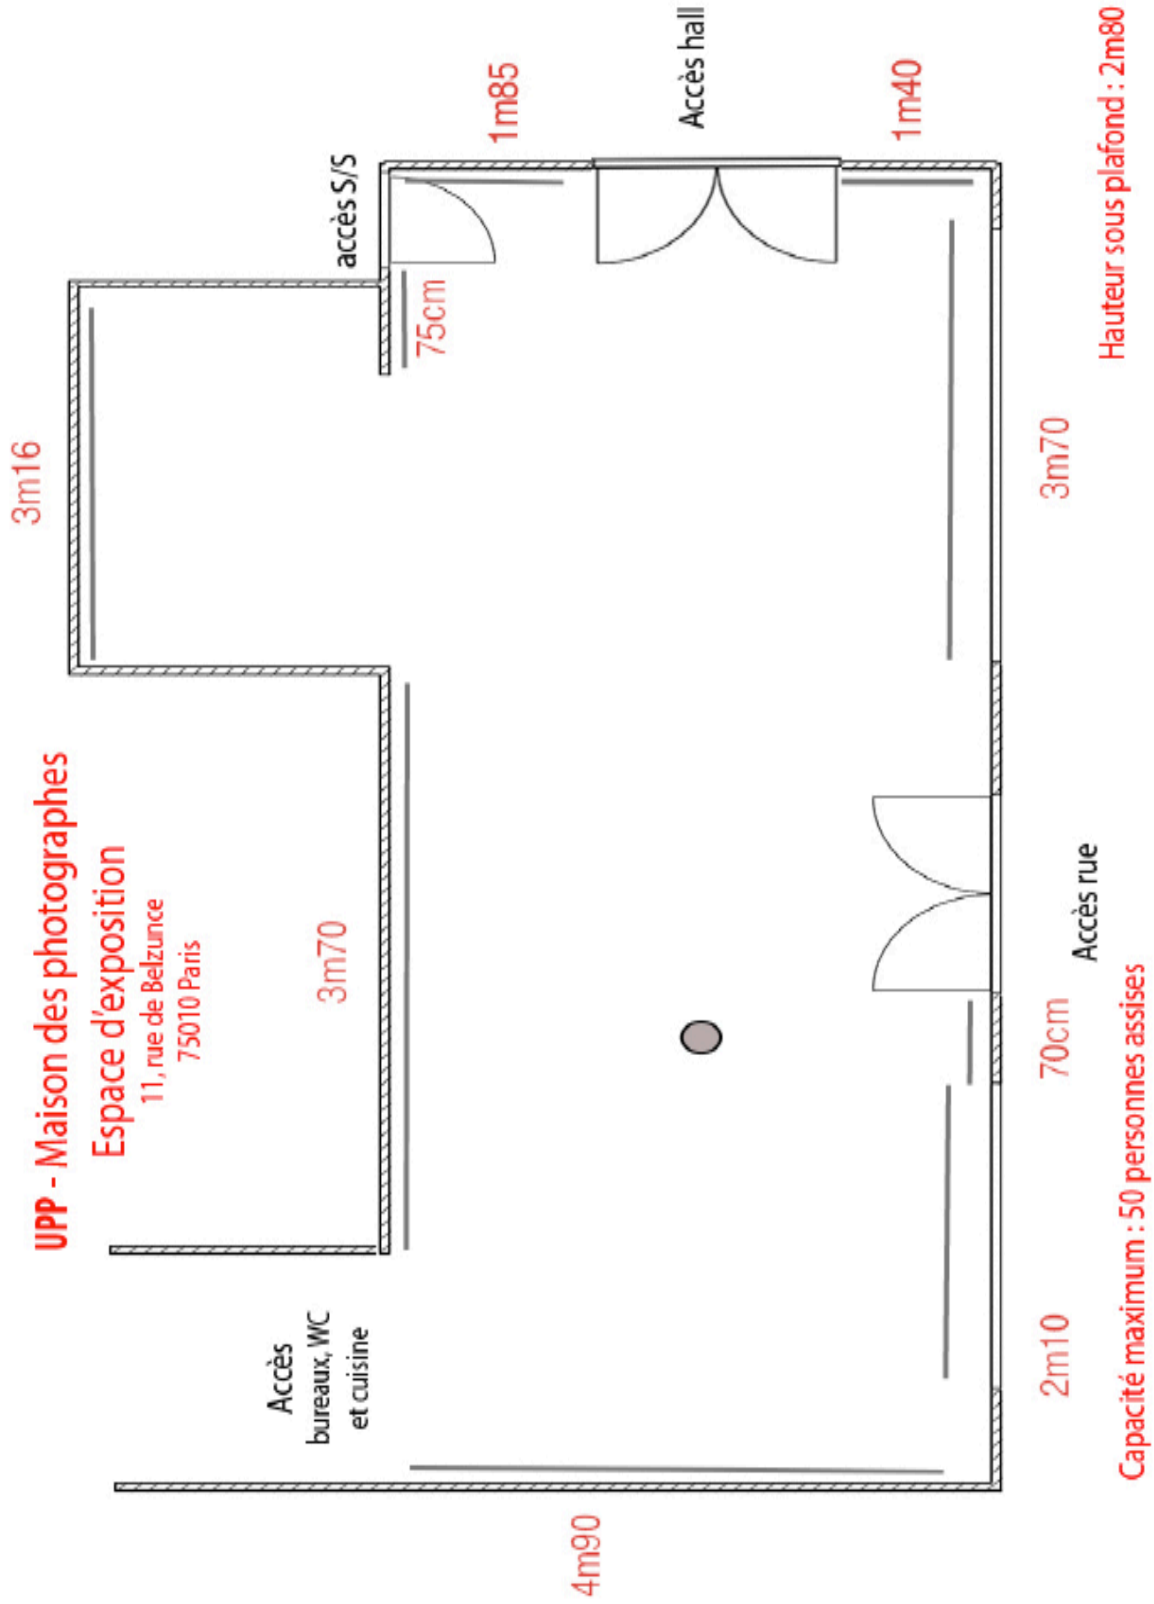 UPP - Maison des photographes
Espace d'exposition
11, rue de Belzunce
75010 Paris
3m16
accès S/S
1m85
Accès hall
1m40
75cm
3m70
Accès
bureaux, WC
et cuisine
4m90
2m10
70cm
Accès rue
3m70
Capacité maximum : 50 personnes assises
Hauteur sous plafond : 2m80